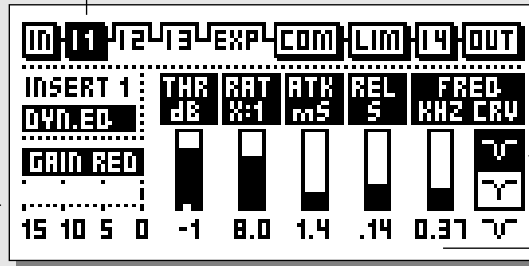 IN I1 I2 I3 EXP COM LIM I4 OUT
INSERT 1
DYN.EQ
GAIN RED
15 10 5 0
THR RAT ATK REL FREQ
dB X:1 mS S KHZ CRV
-1 8.0 1.4 .14 0.37